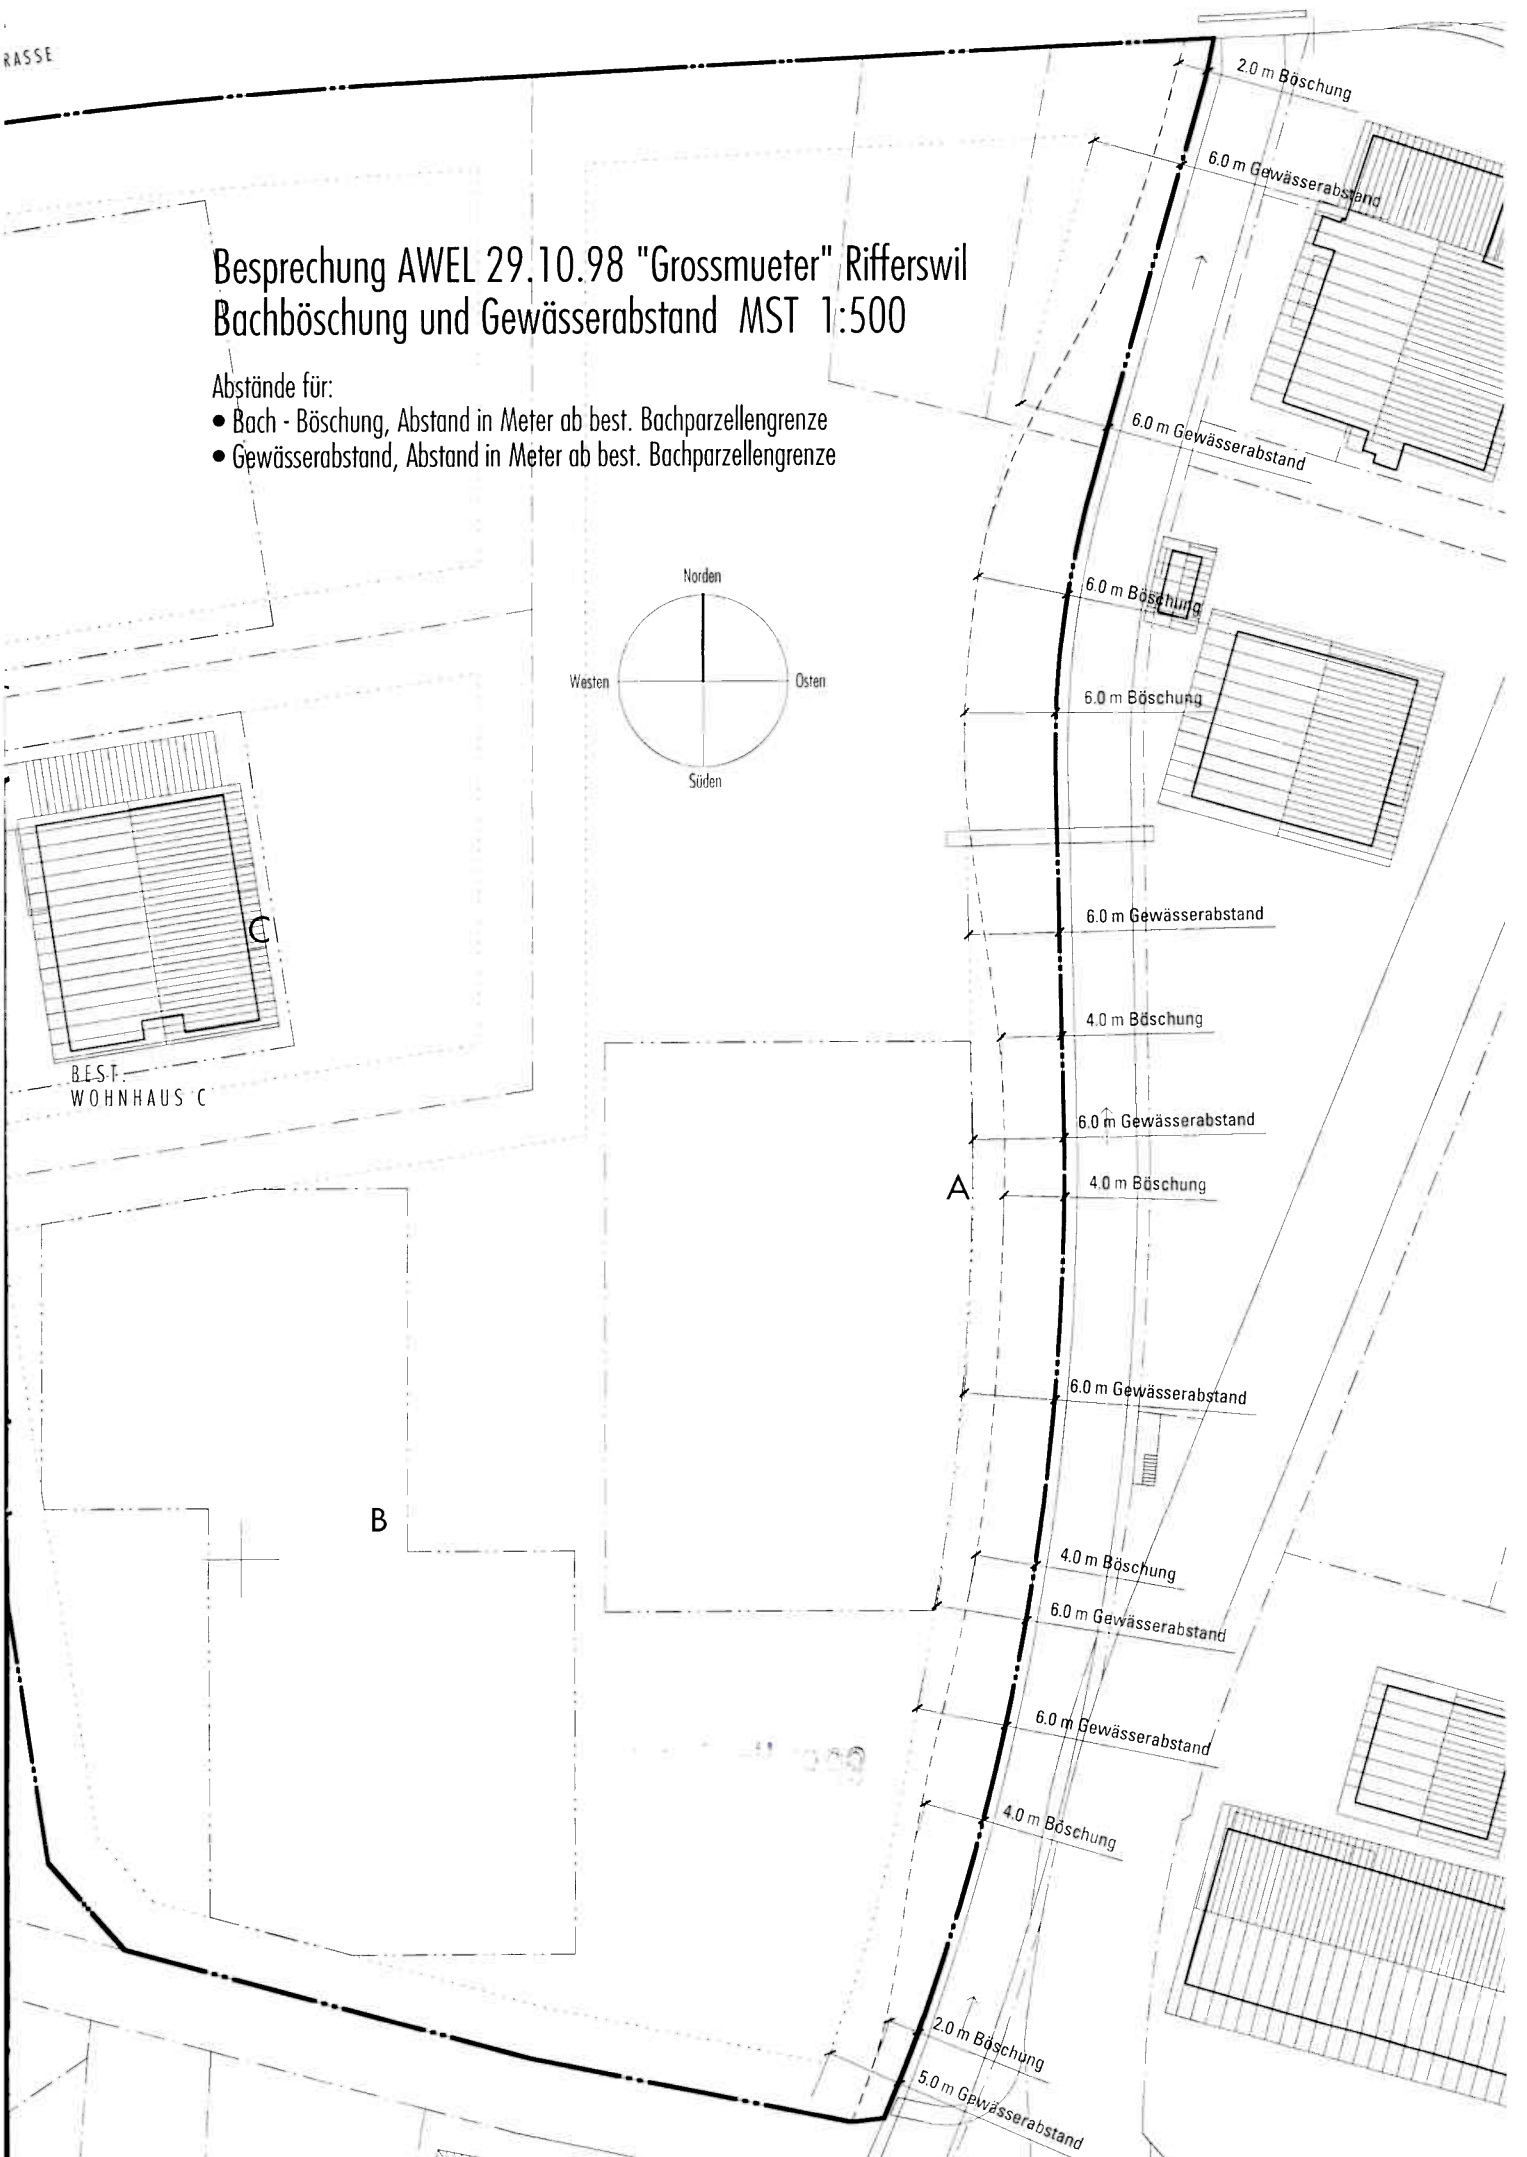 RASSE
2.0 m Böschung
6.0 m Gewässerabstand
Besprechung AWEL 29.10.98 "Grossmueter" Rifferswil
Bachböschung und Gewässerabstand MST 1:500
Abstände für:
● Bach - Böschung, Abstand in Meter ab best. Bachparzellengrenze
● Gewässerabstand, Abstand in Meter ab best. Bachparzellengrenze
6.0 m Gewässerabstand
Norden
Westen
Osten
Süden
6.0 m Böschung
6.0 m Böschung
C
6.0 m Gewässerabstand
4.0 m Böschung
BEST.
WOHNHAUS C
6.0 m Gewässerabstand
A
4.0 m Böschung
6.0 m Gewässerabstand
B
4.0 m Böschung
6.0 m Gewässerabstand
6.0 m Gewässerabstand
4.0 m Böschung
2.0 m Böschung
5.0 m Gewässerabstand